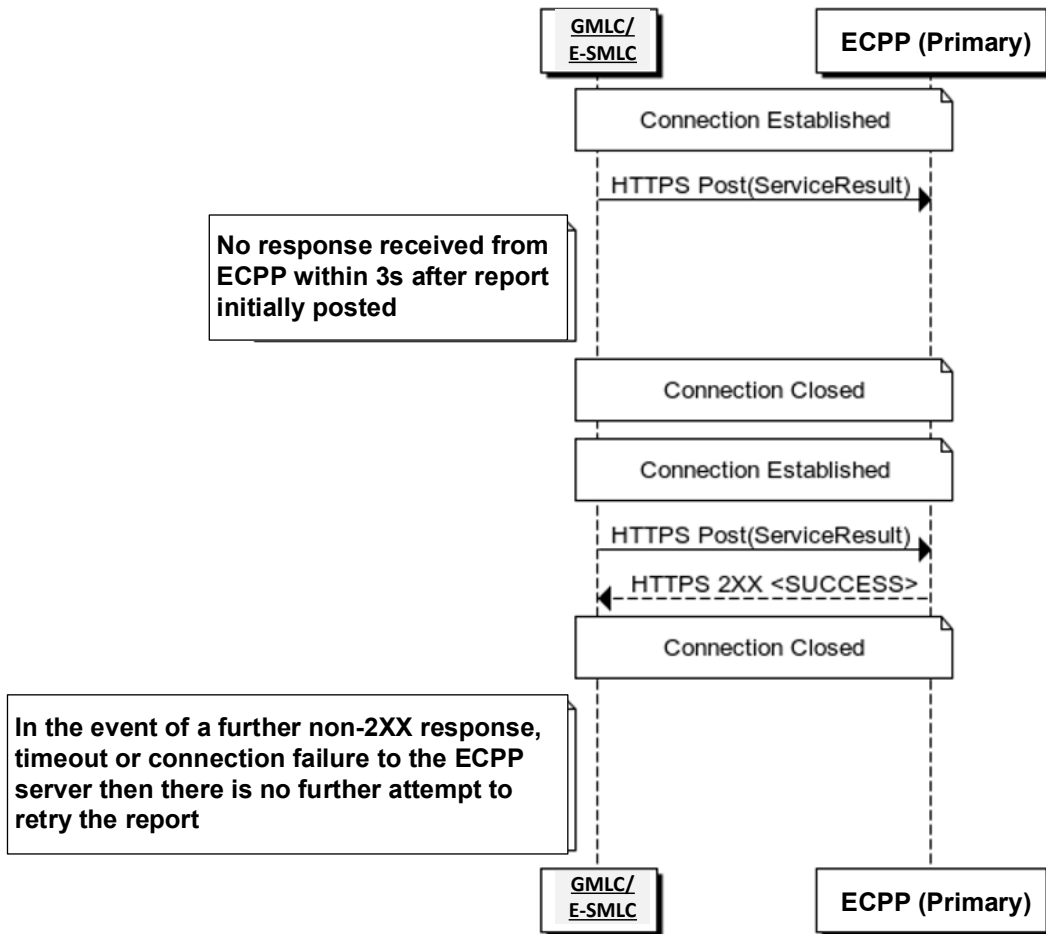 GMLC/
E-SMLC
ECPP (Primary)
Connection Established
HTTPS Post(ServiceResult)
No response received from
ECPP within 3s after report
initially posted
Connection Closed
Connection Established
HTTPS Post(ServiceResult)
HTTPS 2XX <SUCCESS>
Connection Closed
In the event of a further non-2XX response,
timeout or connection failure to the ECPP
server then there is no further attempt to
retry the report
GMLC/
E-SMLC
ECPP (Primary)